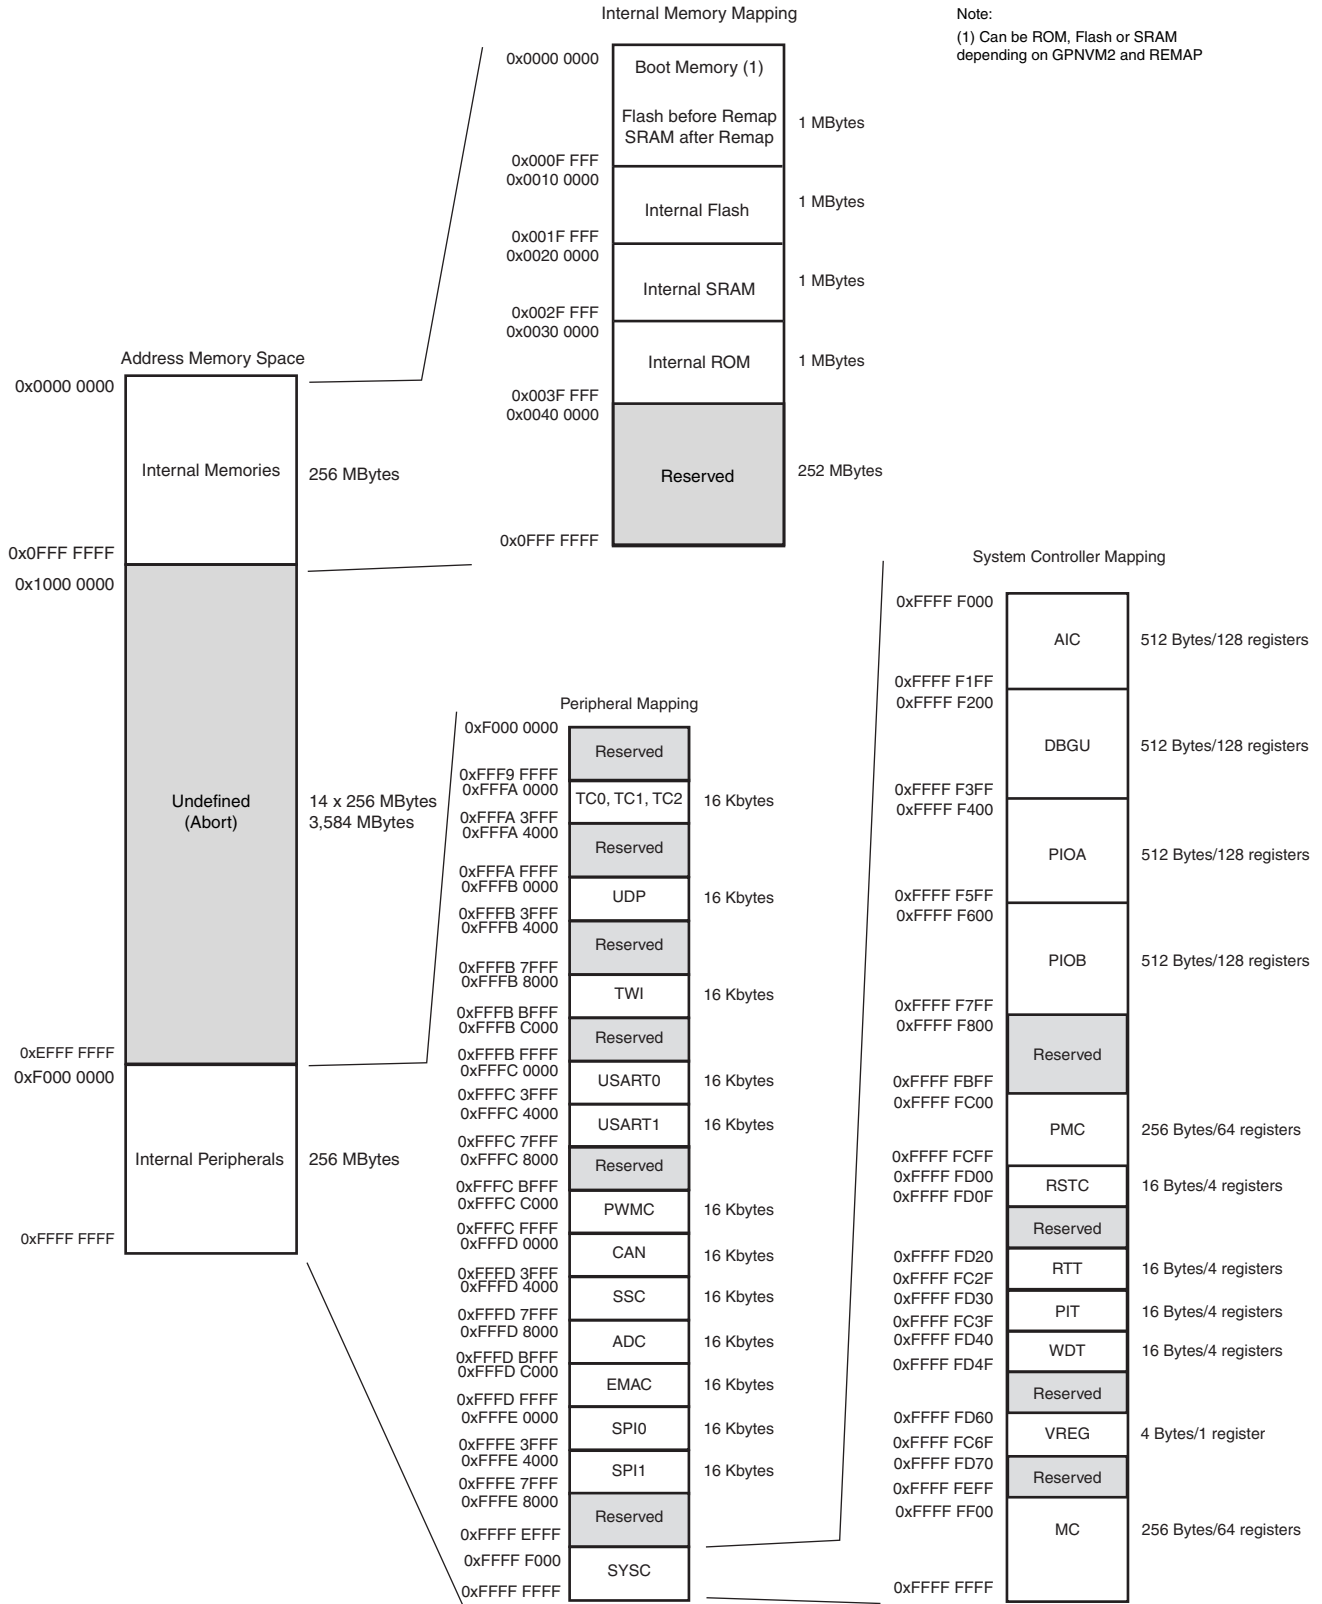 Internal Memory Mapping
Note:
(1) Can be ROM, Flash or SRAM
depending on GPNVM2 and REMAP
0x0000 0000
Boot Memory (1)
Flash before Remap
SRAM after Remap
1 MBytes
0x000F FFF
0x0010 0000
Internal Flash
1 MBytes
0x001F FFF
0x0020 0000
Internal SRAM
1 MBytes
0x002F FFF
0x0030 0000
Internal ROM
1 MBytes
0x003F FFF
0x0040 0000
Reserved
252 MBytes
0x0FFF FFFF
Address Memory Space
0x0000 0000
Internal Memories
256 MBytes
0x0FFF FFFF
0x1000 0000
Undefined
(Abort)
14 x 256 MBytes
3,584 MBytes
0xEFFF FFFF
0xF000 0000
Internal Peripherals
256 MBytes
0xFFFF FFFF
Peripheral Mapping
0xF000 0000
Reserved
0xFFF9 FFFF
0xFFFA 0000
TC0, TC1, TC2
16 Kbytes
0xFFFA 3FFF
0xFFFA 4000
Reserved
0xFFFA FFFF
0xFFFB 0000
UDP
16 Kbytes
0xFFFB 3FFF
0xFFFB 4000
Reserved
0xFFFB 7FFF
0xFFFB 8000
TWI
16 Kbytes
0xFFFB BFFF
0xFFFB C000
Reserved
0xFFFB FFFF
0xFFFC 0000
USART0
16 Kbytes
0xFFFC 3FFF
0xFFFC 4000
USART1
16 Kbytes
0xFFFC 7FFF
0xFFFC 8000
Reserved
0xFFFC BFFF
0xFFFC C000
PWMC
16 Kbytes
0xFFFC FFFF
0xFFFD 0000
CAN
16 Kbytes
0xFFFD 3FFF
0xFFFD 4000
SSC
16 Kbytes
0xFFFD 7FFF
0xFFFD 8000
ADC
16 Kbytes
0xFFFD BFFF
0xFFFD C000
EMAC
16 Kbytes
0xFFFD FFFF
0xFFFE 0000
SPI0
16 Kbytes
0xFFFE 3FFF
0xFFFE 4000
SPI1
16 Kbytes
0xFFFE 7FFF
0xFFFE 8000
Reserved
0xFFFF EFFF
0xFFFF F000
SYSC
0xFFFF FFFF
System Controller Mapping
0xFFFF F000
AIC
512 Bytes/128 registers
0xFFFF F1FF
0xFFFF F200
DBGU
512 Bytes/128 registers
0xFFFF F3FF
0xFFFF F400
PIOA
512 Bytes/128 registers
0xFFFF F5FF
0xFFFF F600
PIOB
512 Bytes/128 registers
0xFFFF F7FF
0xFFFF F800
Reserved
0xFFFF FBFF
0xFFFF FC00
PMC
256 Bytes/64 registers
0xFFFF FCFF
0xFFFF FD00
RSTC
16 Bytes/4 registers
0xFFFF FD0F
Reserved
0xFFFF FD20
RTT
16 Bytes/4 registers
0xFFFF FC2F
0xFFFF FD30
PIT
16 Bytes/4 registers
0xFFFF FC3F
0xFFFF FD40
WDT
16 Bytes/4 registers
0xFFFF FD4F
Reserved
0xFFFF FD60
VREG
4 Bytes/1 register
0xFFFF FC6F
0xFFFF FD70
Reserved
0xFFFF FEFF
0xFFFF FF00
MC
256 Bytes/64 registers
0xFFFF FFFF